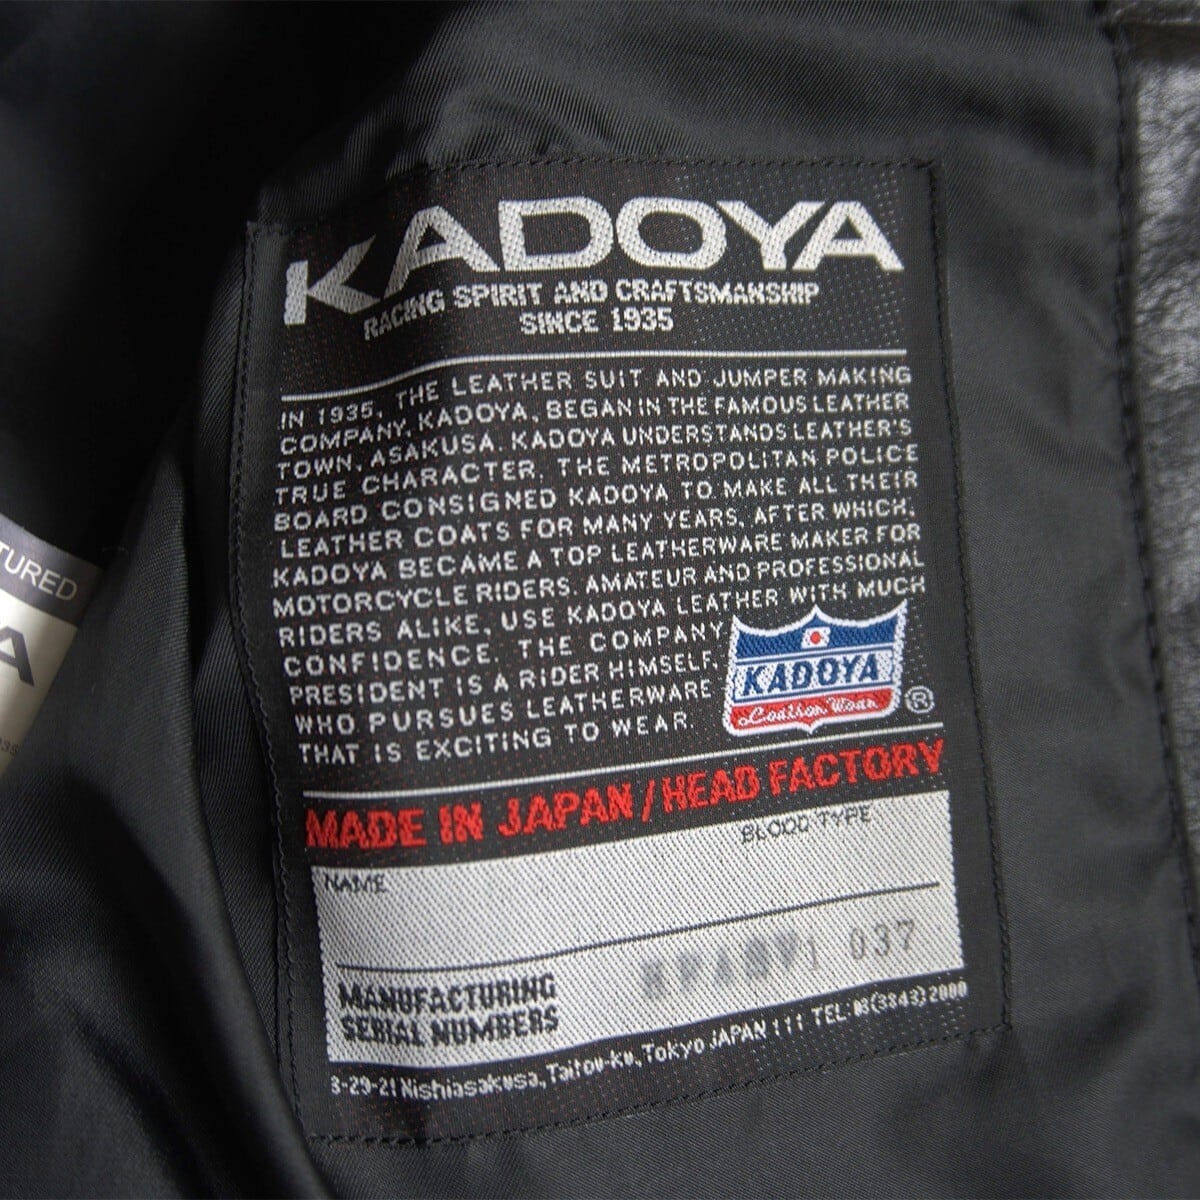 KADOYA
RACING SPIRIT AND CRAFTSMANSHIP
SINCE 1935
IN 1935, THE LEATHER SUIT AND JUMPER MAKING
COMPANY, KADOYA, BEGAN IN THE FAMOUS LEATHER
TOWN, ASAKUSA. KADOYA UNDERSTANDS LEATHER'S
TRUE CHARACTER. THE METROPOLITAN POLICE
BOARD CONSIGNED KADOYA TO MAKE ALL THEIR
LEATHER COATS FOR MANY YEARS, AFTER WHICH,
KADOYA BECAME A TOP LEATHERWARE MAKER FOR
MOTORCYCLE RIDERS. AMATEUR AND PROFESSIONAL
RIDERS ALIKE, USE KADOYA LEATHER WITH MUCH
CONFIDENCE. THE COMPANY
PRESIDENT IS A RIDER HIMSELF,
WHO PURSUES LEATHERWARE
THAT IS EXCITING TO WEAR.
KADOYA
Leather Wear
®
MADE IN JAPAN/HEAD FACTORY
BLOOD TYPE
NAME
037
MANUFACTURING
SERIAL NUMBERS
3-29-21 Nishiasakusa, Taitou-ku, Tokyo JAPAN 111 TEL:03(3843)2000
TURED
YA